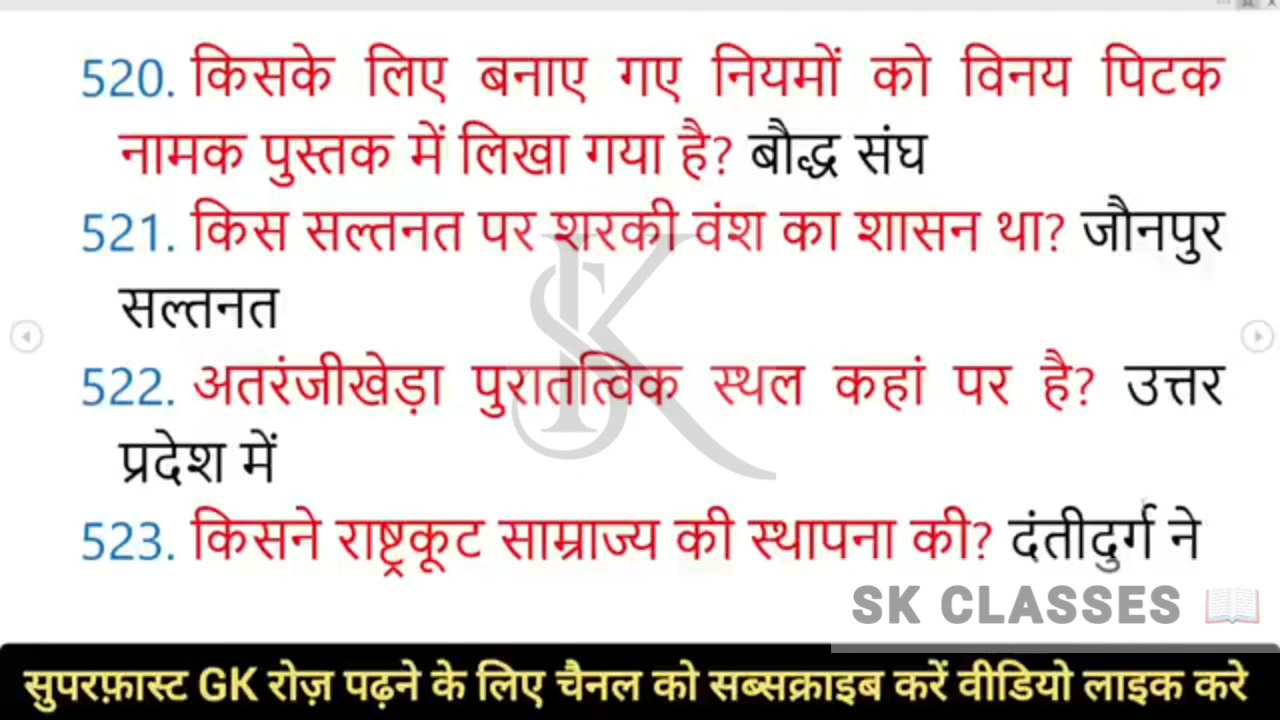 520. किसके लिए बनाए गए नियमों को विनय पिटक
नामक पुस्तक में लिखा गया है? बौद्ध संघ
521. किस सल्तनत पर शरकी वंश का शासन था? जौनपुर
सल्तनत
522. अतरंजीखेड़ा पुरातत्विक स्थल कहां पर है? उत्तर
प्रदेश में
523. किसने राष्ट्रकूट साम्राज्य की स्थापना की? दंतीदुर्ग ने
SK
SK CLASSES
सुपरफ़ास्ट GK रोज़ पढ़ने के लिए चैनल को सब्सक्राइब करें वीडियो लाइक करे